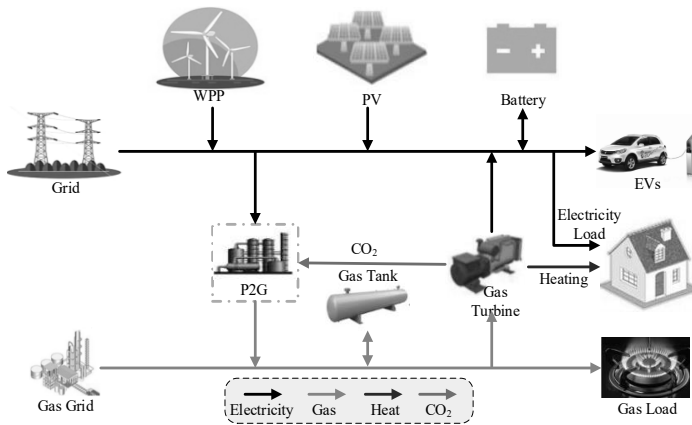 WPP
PV
Battery
Grid
EVs
Electricity
Load
CO₂
Gas Tank
P2G
Gas
Turbine
Heating
Gas Grid
Gas Load
Electricity Gas Heat CO₂